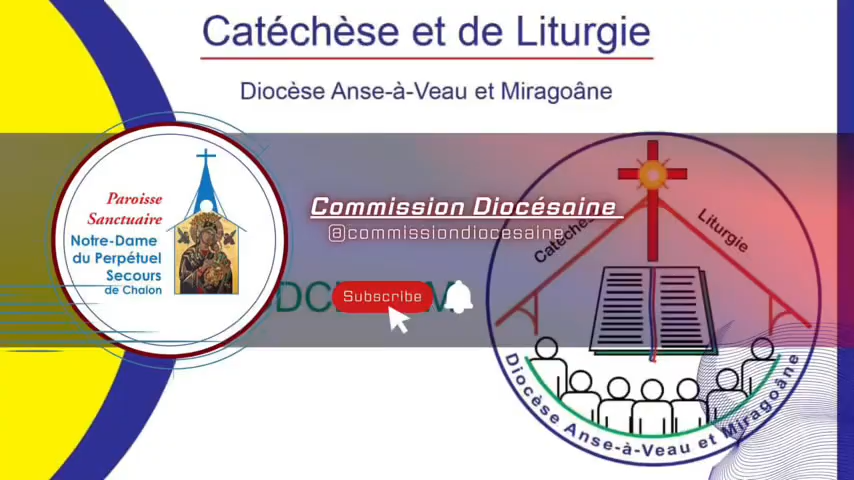 Catéchèse et de Liturgie
Diocèse Anse-à-Veau et Miragoâne
Paroisse
Sanctuaire
Notre-Dame
du Perpétuel
Secours
de Chalon
Commission Diocésaine
@commissiondiocesaine
Subscribe
Liturgie
Diocèse Anse-à-Veau et Miragoâne